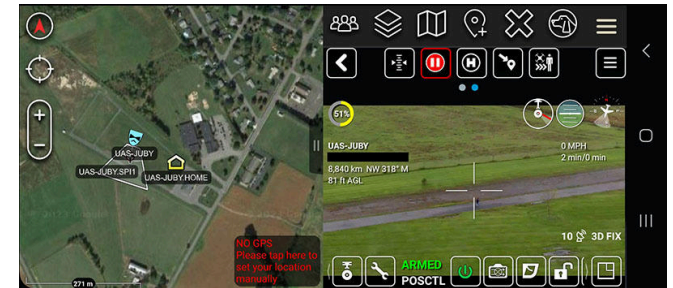 +
−
UAS-JUBY
UAS-JUBY.SPI1
UAS-JUBY.HOME
NO GPS
Please tap here to
set your location
manually
271 m
H
51%
UAS-JUBY
8,840 km NW 318° M
81 ft AGL
0 MPH
2 min/0 min
10 3D FIX
ARMED
POSCTL